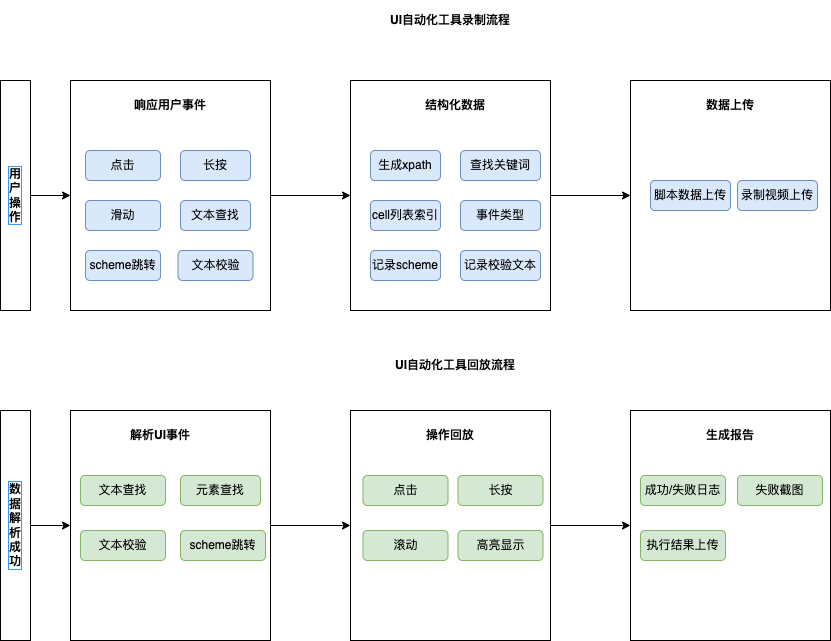 UI自动化工具录制流程
用户操作
响应用户事件
点击
长按
滑动
文本查找
scheme跳转
文本校验
结构化数据
生成xpath
查找关键词
cell列表索引
事件类型
记录scheme
记录校验文本
数据上传
脚本数据上传
录制视频上传
UI自动化工具回放流程
数据解析成功
解析UI事件
文本查找
元素查找
文本校验
scheme跳转
操作回放
点击
长按
滚动
高亮显示
生成报告
成功/失败日志
失败截图
执行结果上传